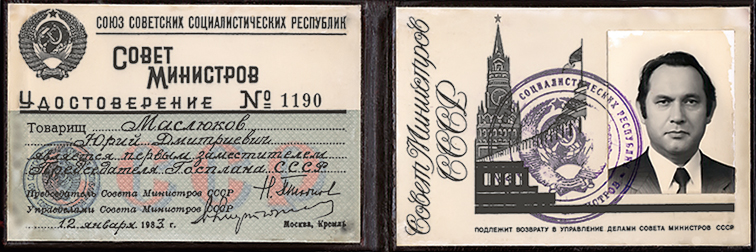 СОЮЗ СОВЕТСКИХ СОЦИАЛИСТИЧЕСКИХ РЕСПУБЛИК
СОВЕТ
МИНИСТРОВ
УДОСТОВЕРЕНИЕ № 1190
Товарищ Маслюков
Юрий Дмитриевич
является первым заместителем
Председателя Госплана СССР
Председатель Совета Министров СССР
Управделами Совета Министров СССР
12 января 1983 г. Москва, Кремль
Совет Министров
СССР
СОЦИАЛИСТИЧЕСКИХ РЕСПУБЛИК
ПОДЛЕЖИТ ВОЗВРАТУ В УПРАВЛЕНИЕ ДЕЛАМИ СОВЕТА МИНИСТРОВ СССР